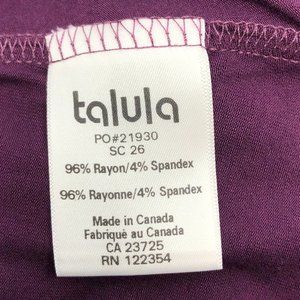 talula
PO#21930
SC 26
96% Rayon/4% Spandex
96% Rayonne/4% Spandex
Made in Canada
Fabriqué au Canada
CA 23725
RN 122354